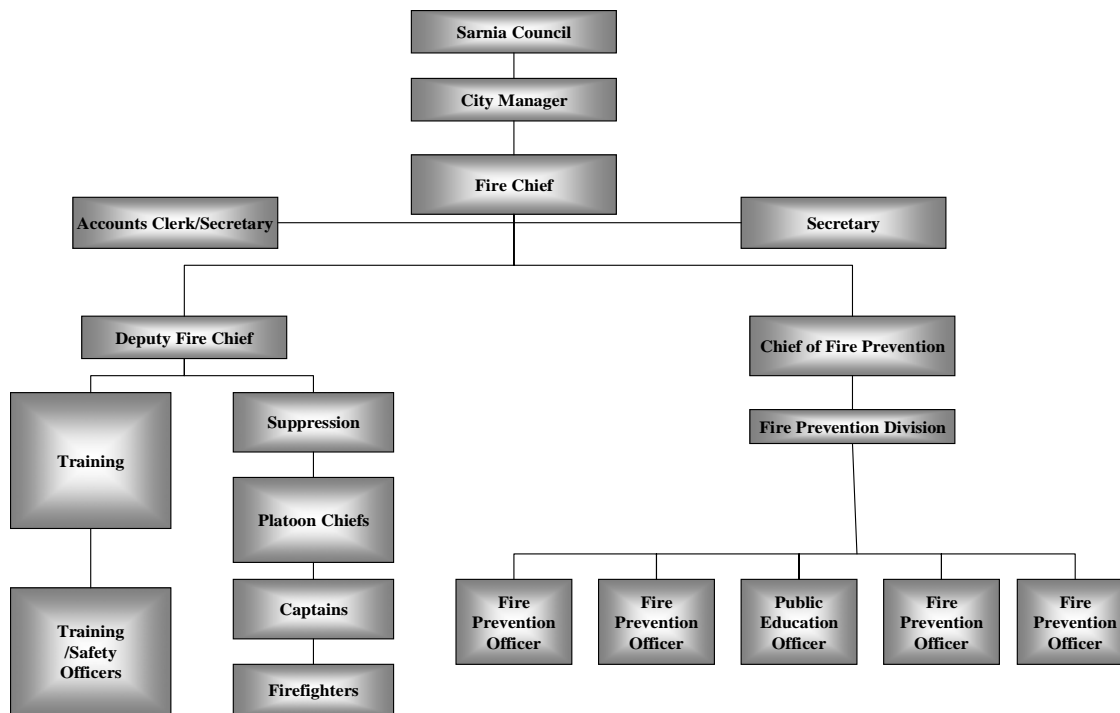 Sarnia Council
City Manager
Fire Chief
Accounts Clerk/Secretary
Secretary
Deputy Fire Chief
Chief of Fire Prevention
Training
Suppression
Fire Prevention Division
Platoon Chiefs
Training
/Safety
Officers
Captains
Firefighters
Fire
Prevention
Officer
Fire
Prevention
Officer
Public
Education
Officer
Fire
Prevention
Officer
Fire
Prevention
Officer